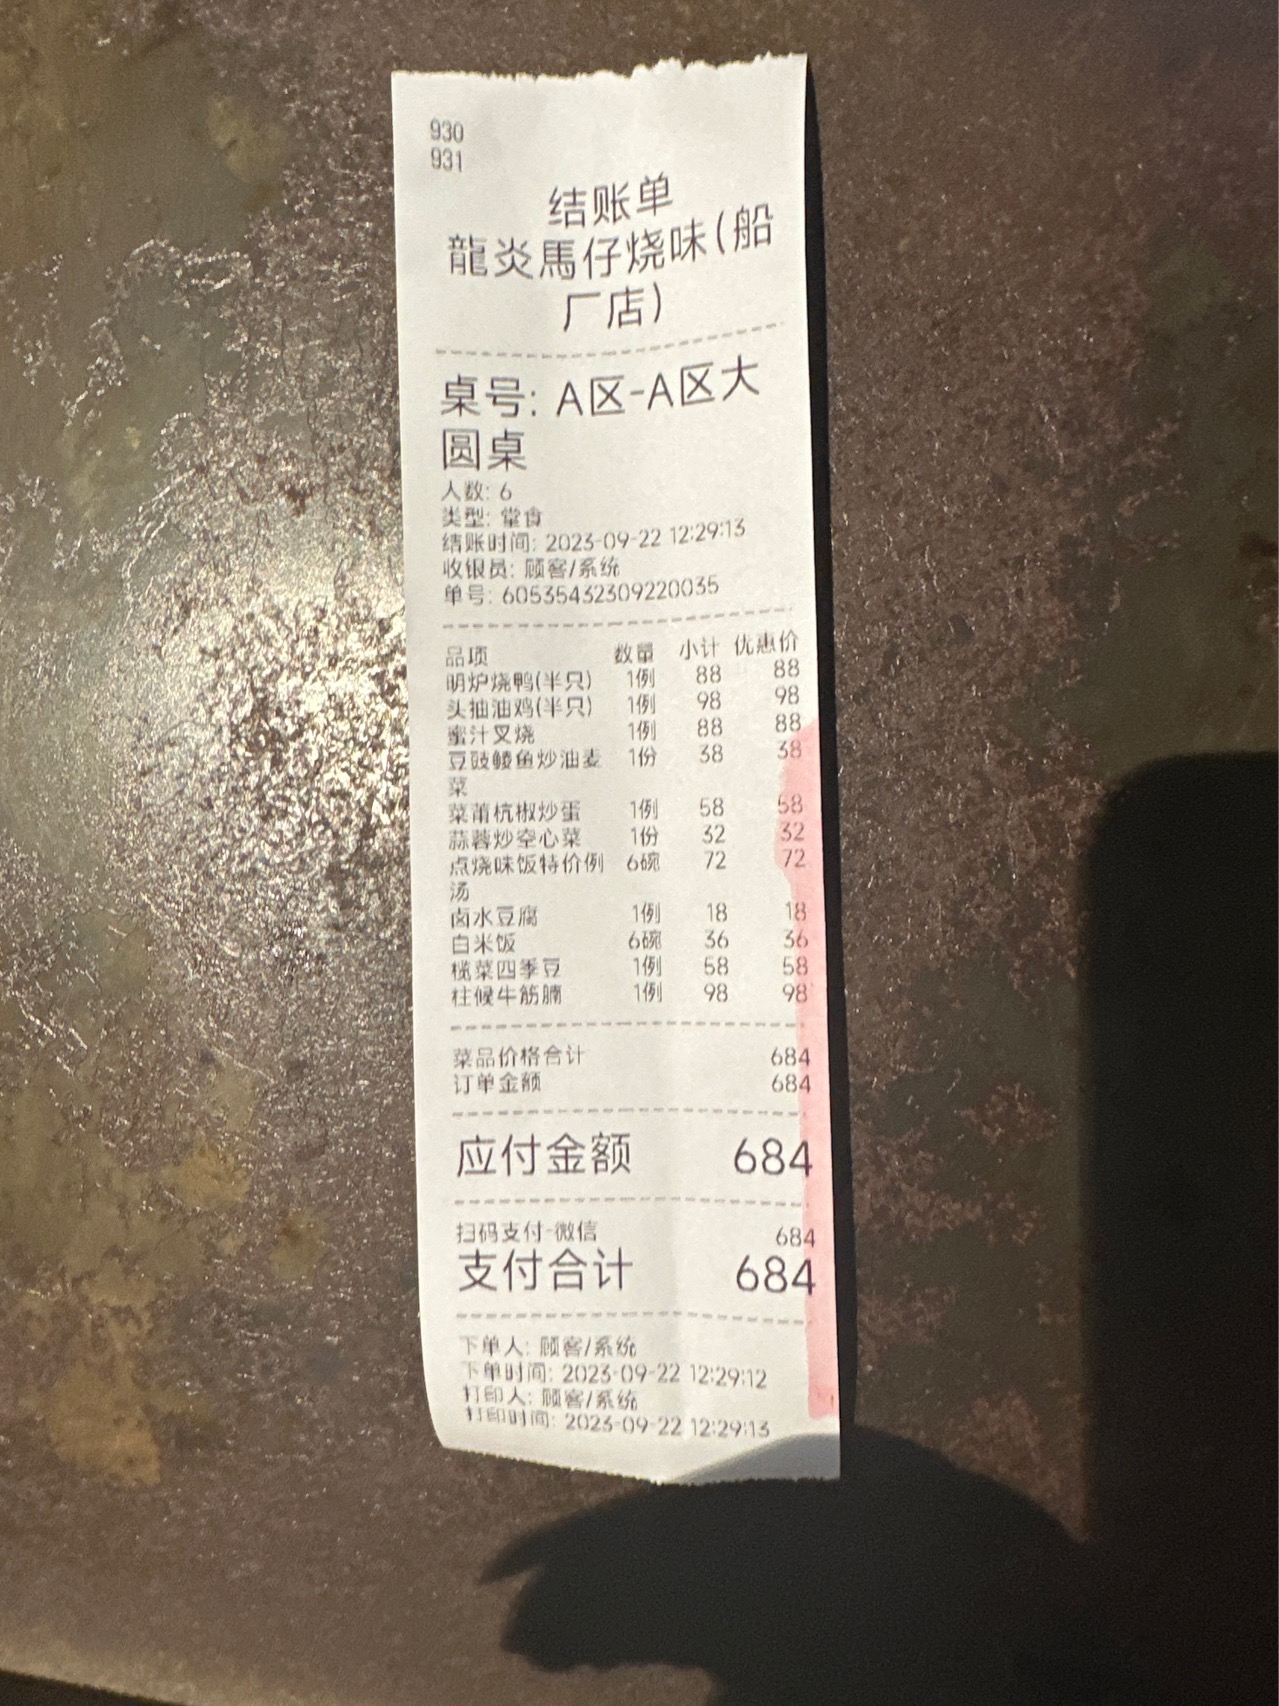 930
931
结账单
龍炎馬仔烧味(船
厂店)
桌号: A区-A区大
圆桌
人数: 6
类型: 堂食
结账时间: 2023-09-22 12:29:13
收银员: 顾客/系统
单号: 60535432309220035
品项 数量 小计 优惠价
明炉烧鸭(半只) 1例 88 88
头抽油鸡(半只) 1例 98 98
蜜汁叉烧 1例 88 88
豆豉鲮鱼炒油麦 1份 38 38
菜
菜莆杭椒炒蛋 1例 58 58
蒜蓉炒空心菜 1份 32 32
点烧味饭特价例 6碗 72 72
汤
卤水豆腐 1例 18 18
白米饭 6碗 36 36
榄菜四季豆 1例 58 58
柱候牛筋腩 1例 98 98
菜品价格合计 684
订单金额 684
应付金额 684
扫码支付-微信 684
支付合计 684
下单人: 顾客/系统
下单时间: 2023-09-22 12:29:12
打印人: 顾客/系统
打印时间: 2023-09-22 12:29:13